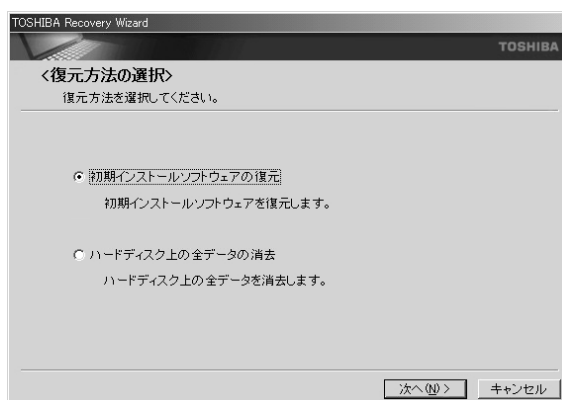 TOSHIBA Recovery Wizard
TOSHIBA
<復元方法の選択>
復元方法を選択してください。
初期インストールソフトウェアの復元
初期インストールソフトウェアを復元します。
ハードディスク上の全データの消去
ハードディスク上の全データを消去します。
次へ(N) >
キャンセル